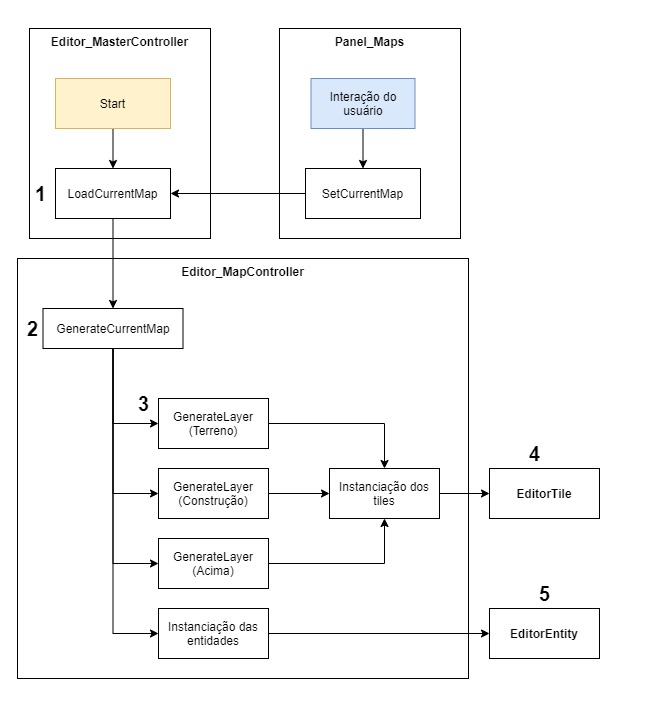 Editor_MasterController
Panel_Maps
Start
Interação do
usuário
1
LoadCurrentMap
SetCurrentMap
Editor_MapController
2
GenerateCurrentMap
3
GenerateLayer
(Terreno)
4
GenerateLayer
(Construção)
Instanciação dos
tiles
EditorTile
GenerateLayer
(Acima)
5
Instanciação das
entidades
EditorEntity